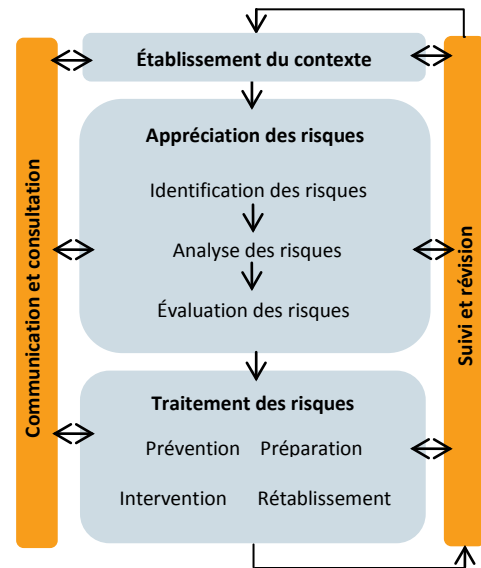 Établissement du contexte
Appréciation des risques
Identification des risques
Analyse des risques
Évaluation des risques
Traitement des risques
Prévention Préparation
Intervention Rétablissement
Communication et consultation
Suivi et révision